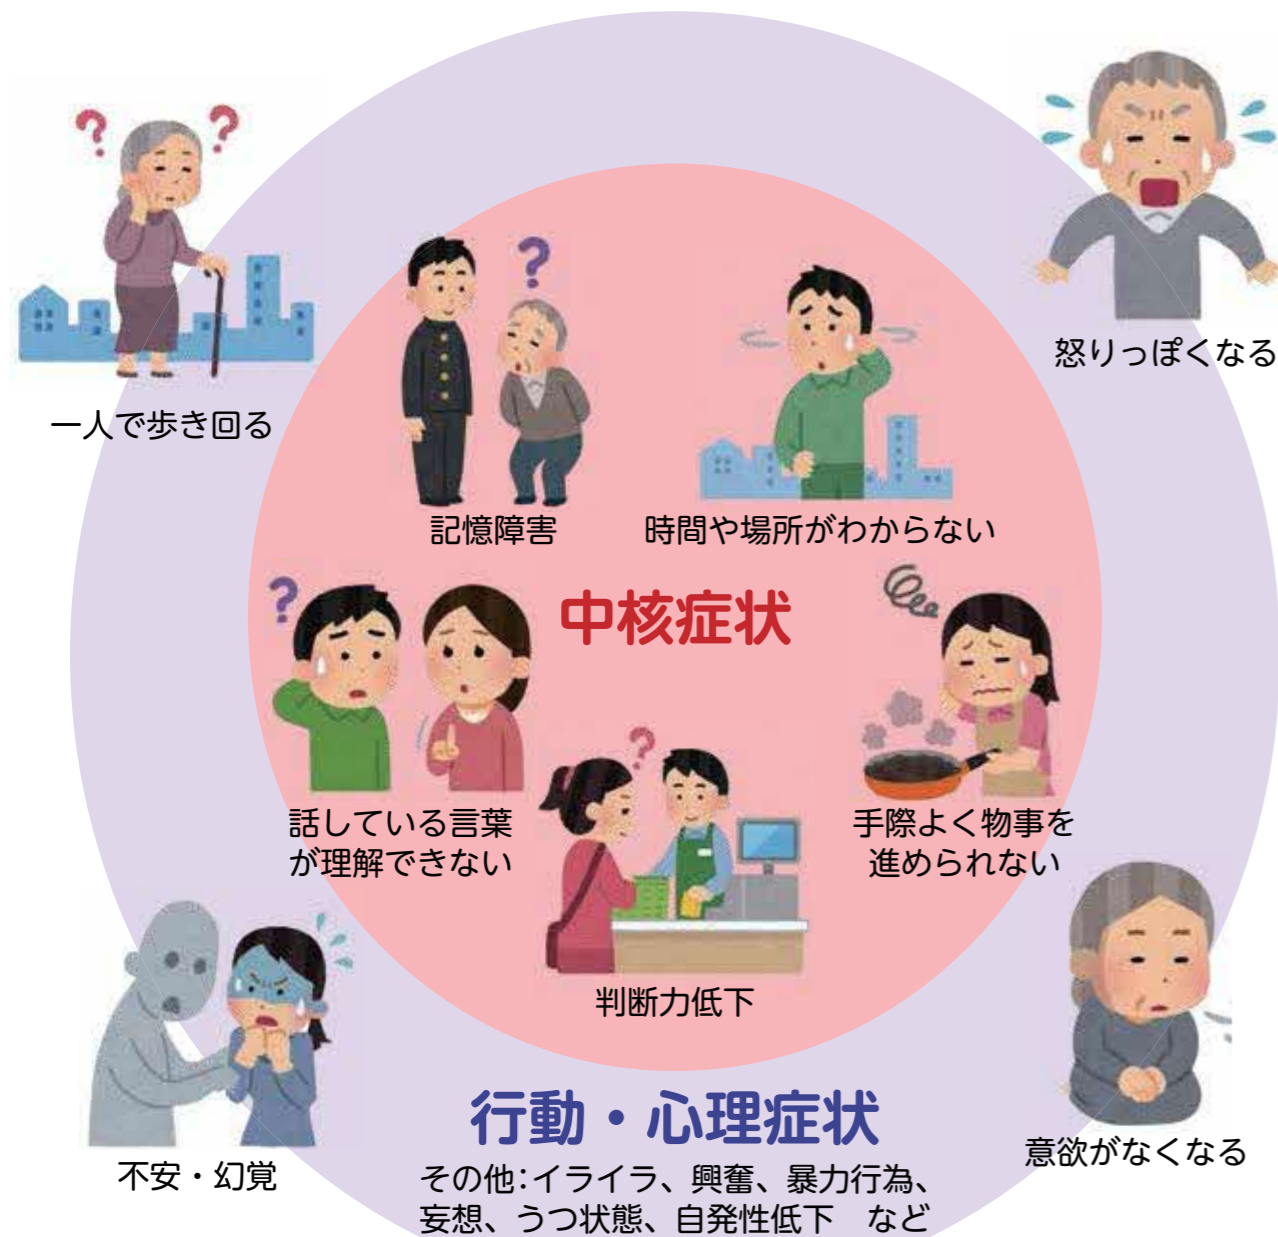 怒りっぽくなる
一人で歩き回る
記憶障害
時間や場所がわからない
中核症状
話している言葉
が理解できない
手際よく物事を
進められない
判断力低下
行動・心理症状
不安・幻覚
意欲がなくなる
その他:イライラ、興奮、暴力行為、
妄想、うつ状態、自発性低下　など